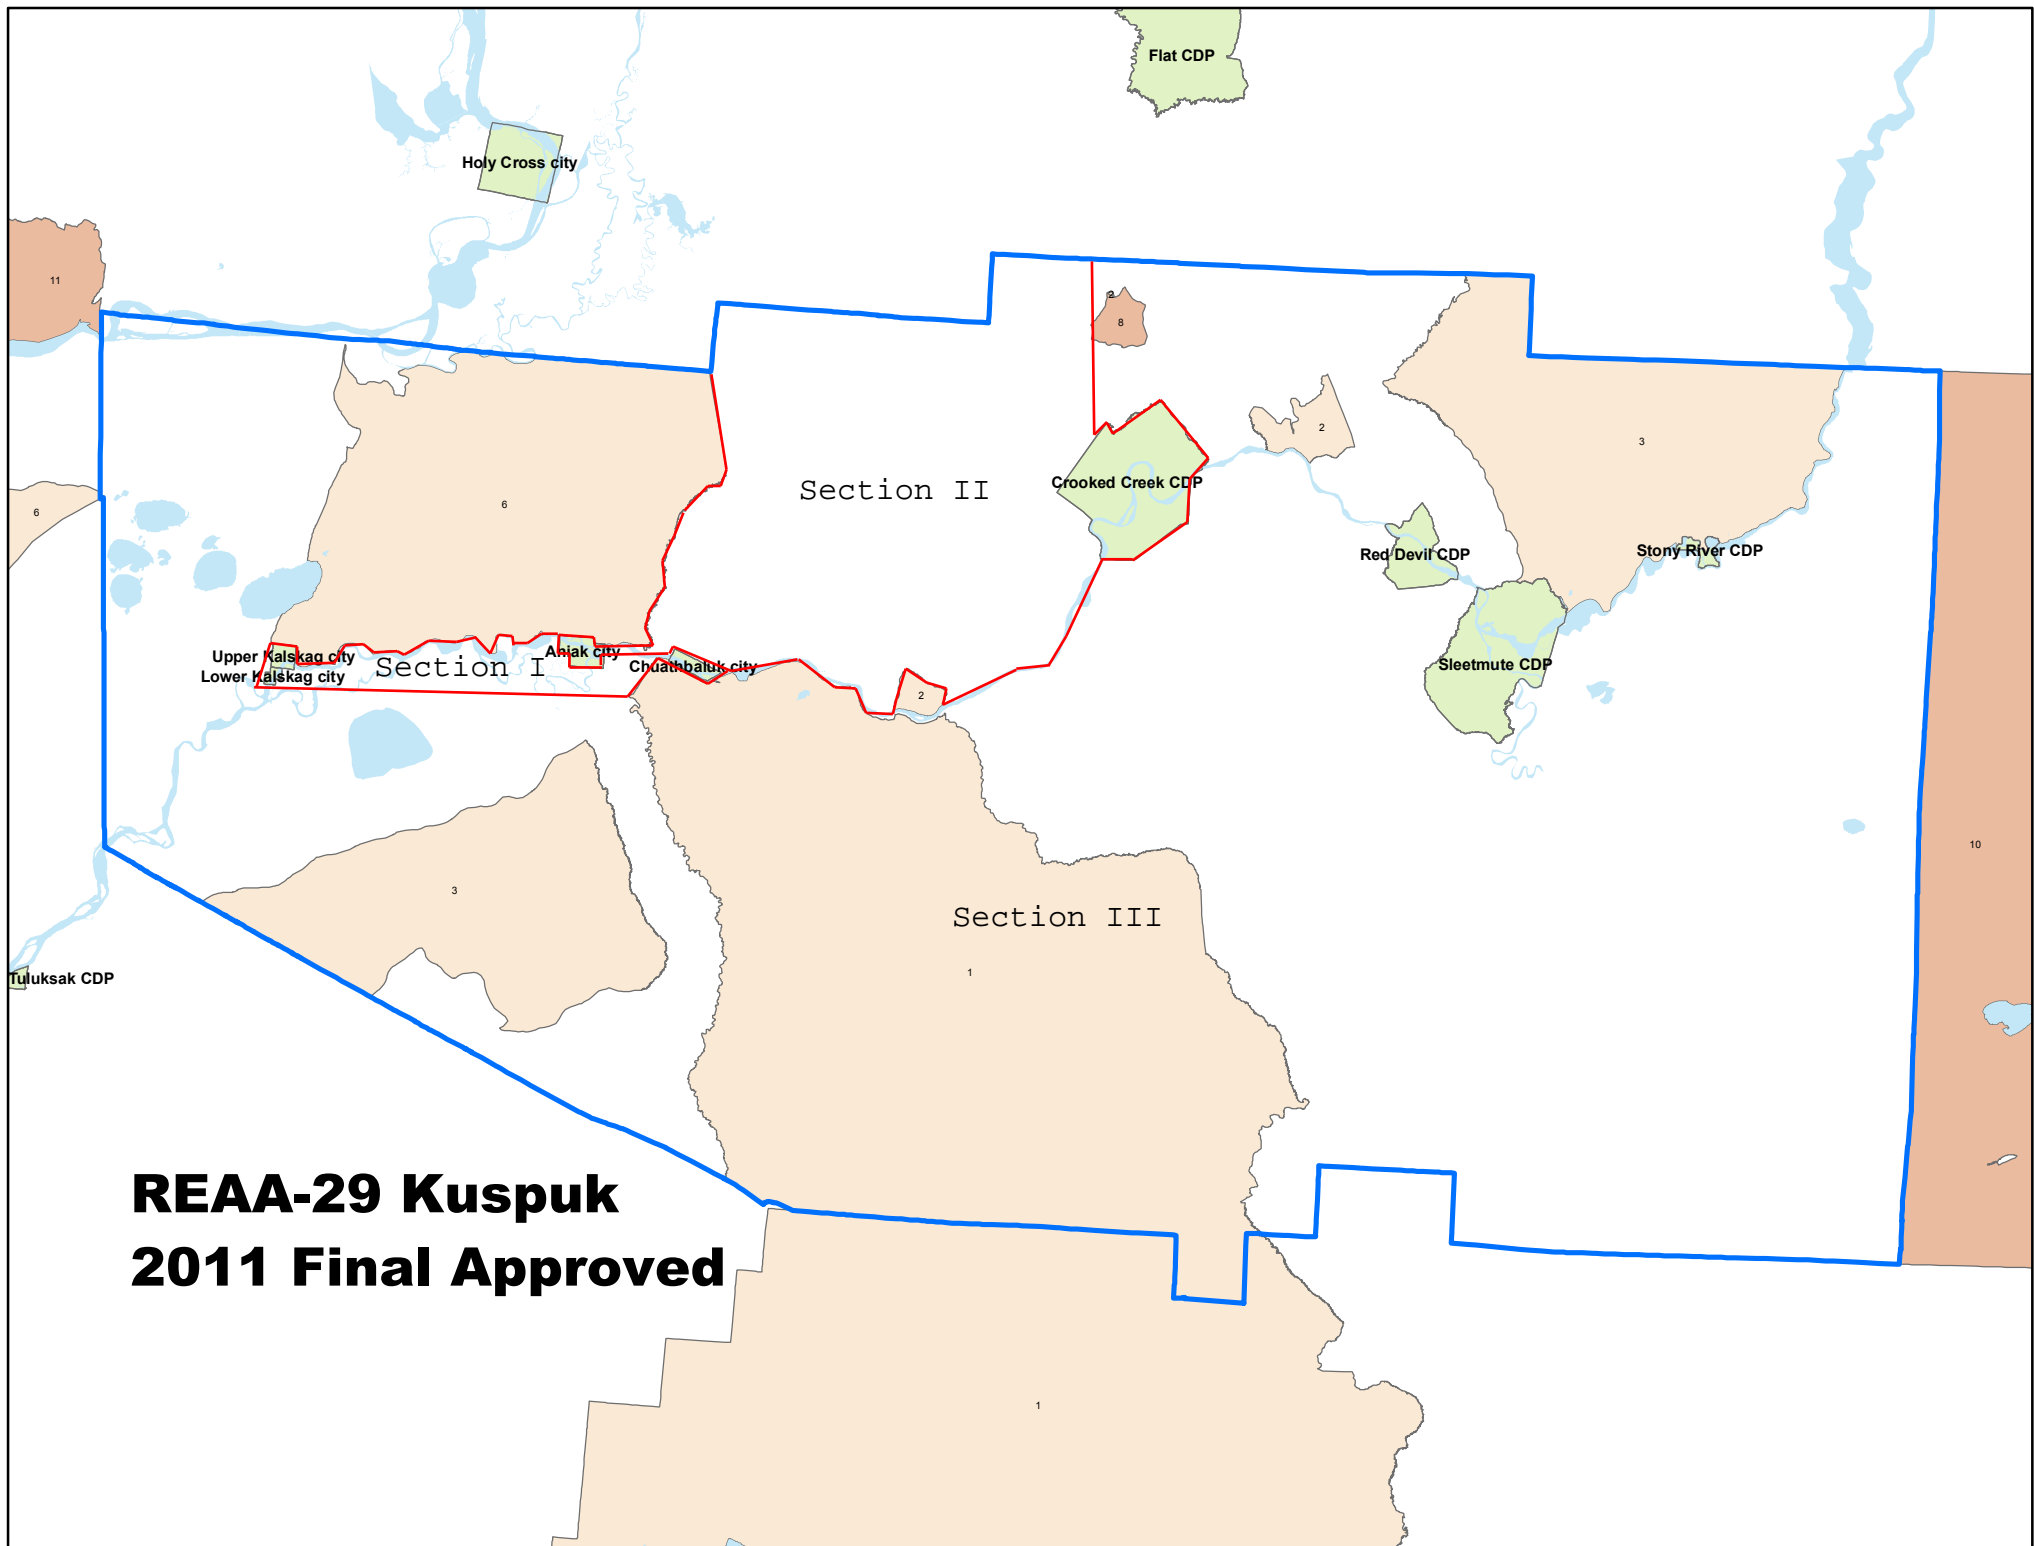 Flat CDP
Holy Cross city
11
2
8
2
3
Section II
Crooked Creek CDP
6
6
Red Devil CDP
Stony River CDP
Upper Kalskag city
Aniak city
Section I
Chuathbaluk city
Sleetmute CDP
Lower Kalskag city
2
10
3
Section III
1
Tuluksak CDP
REAA-29 Kuspuk
2011 Final Approved
1